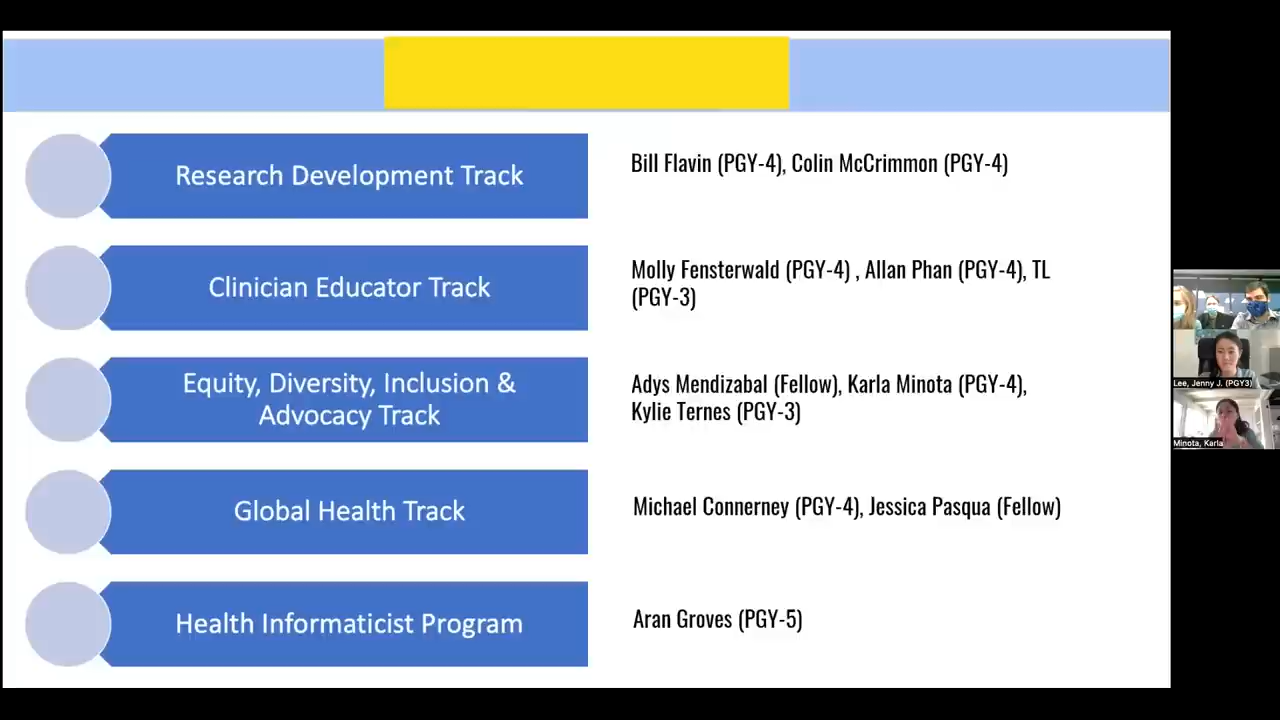 Research Development Track
Bill Flavin (PGY-4), Colin McCrimmon (PGY-4)
Clinician Educator Track
Molly Fensterwald (PGY-4) , Allan Phan (PGY-4), TL
(PGY-3)
Equity, Diversity, Inclusion &
Advocacy Track
Adys Mendizabal (Fellow), Karla Minota (PGY-4),
Kylie Ternes (PGY-3)
Global Health Track
Michael Connerney (PGY-4), Jessica Pasqua (Fellow)
Health Informaticist Program
Aran Groves (PGY-5)
Lee, Jenny J. (PGY3)
Minota, Karla